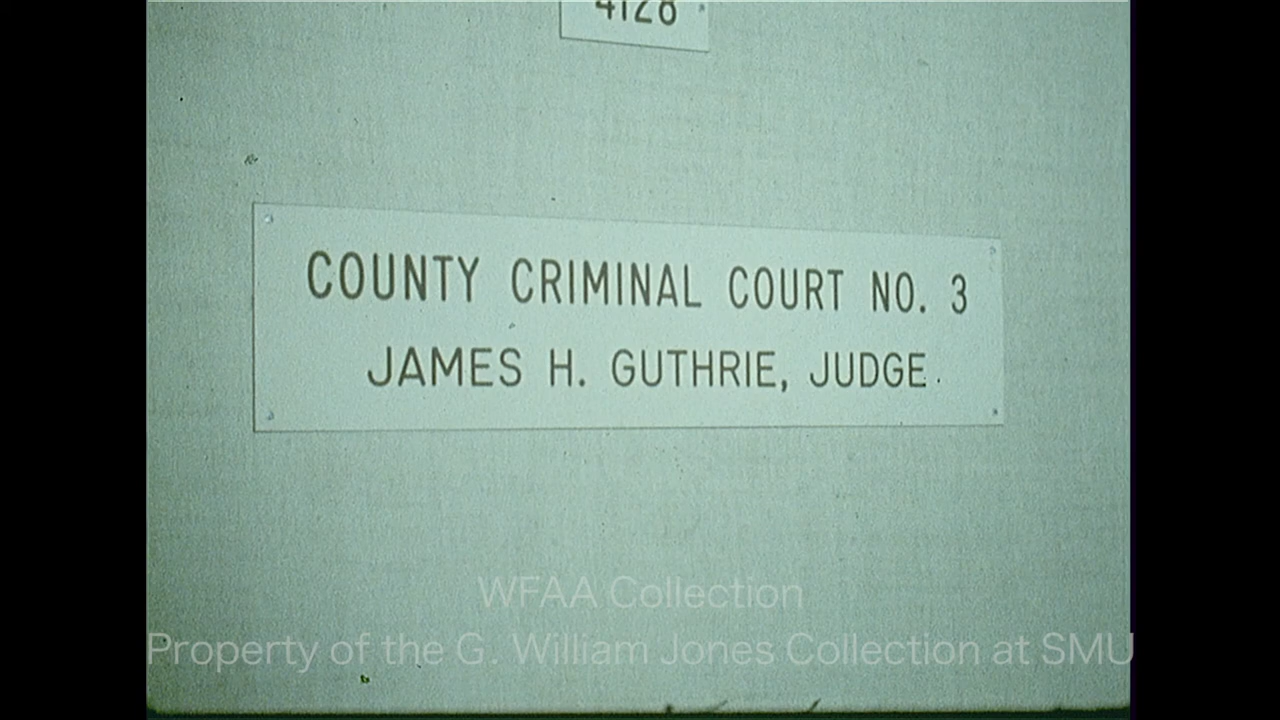 4128
COUNTY CRIMINAL COURT NO. 3
JAMES H. GUTHRIE, JUDGE.
WFAA Collection
Property of the G. William Jones Collection at SMU